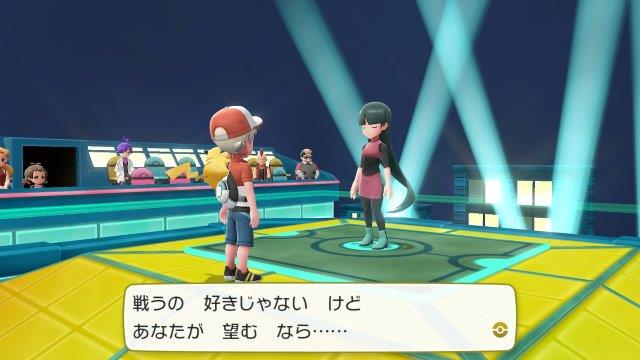 戦うの　好きじゃない　けど
あなたが　望む　なら……